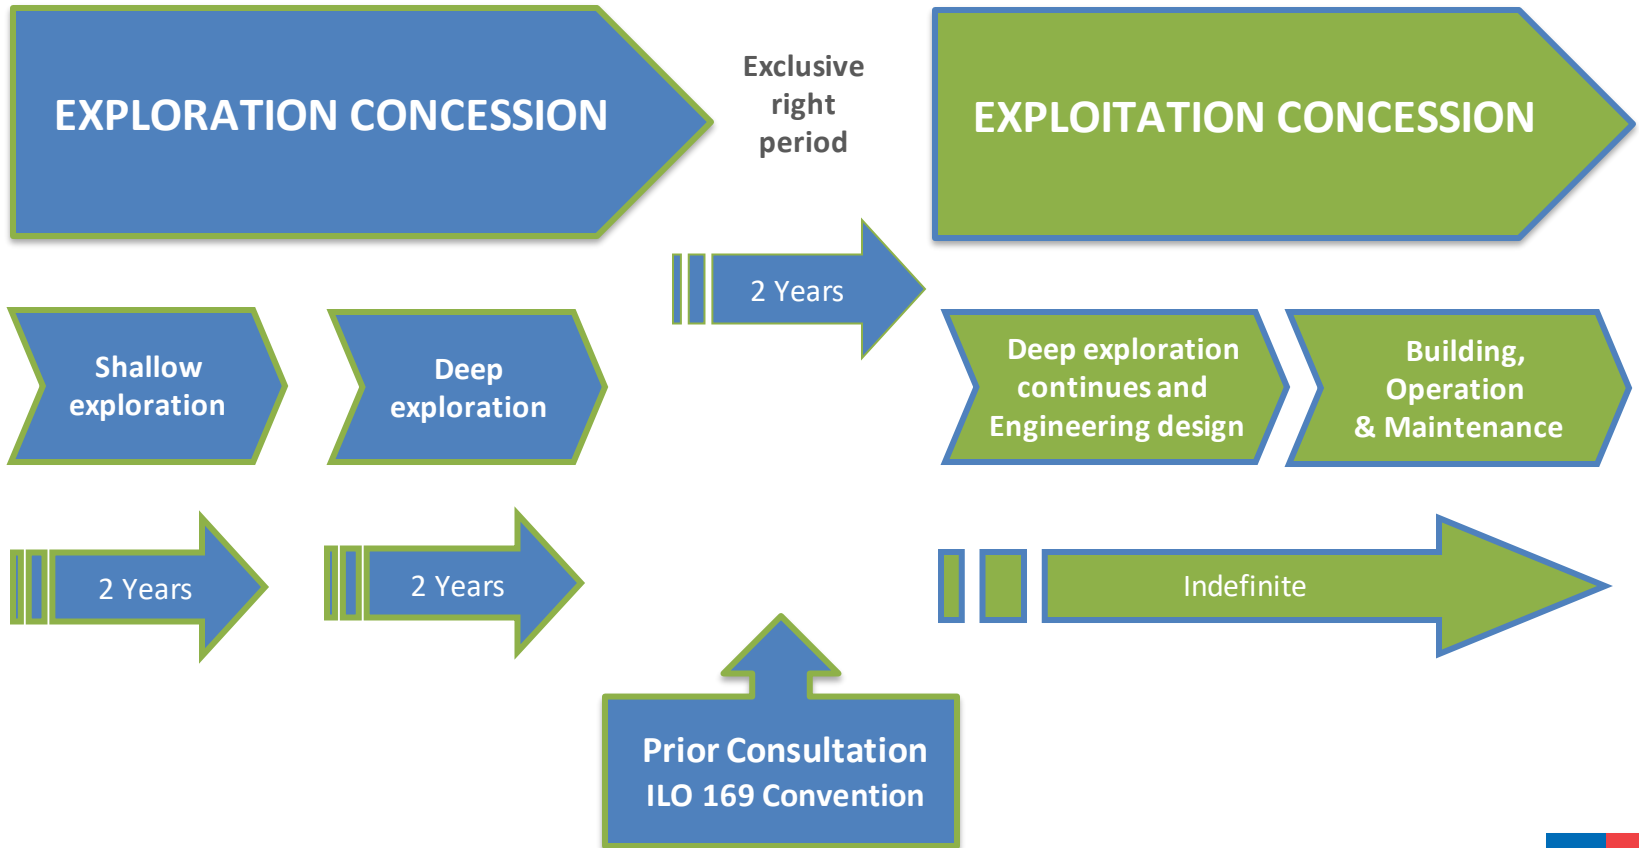 EXPLORATION CONCESSION
Exclusive
right
period
EXPLOITATION CONCESSION
2 Years
Shallow
exploration
Deep
exploration
Deep exploration
continues and
Engineering design
Building,
Operation
& Maintenance
2 Years
2 Years
Indefinite
Prior Consultation
ILO 169 Convention